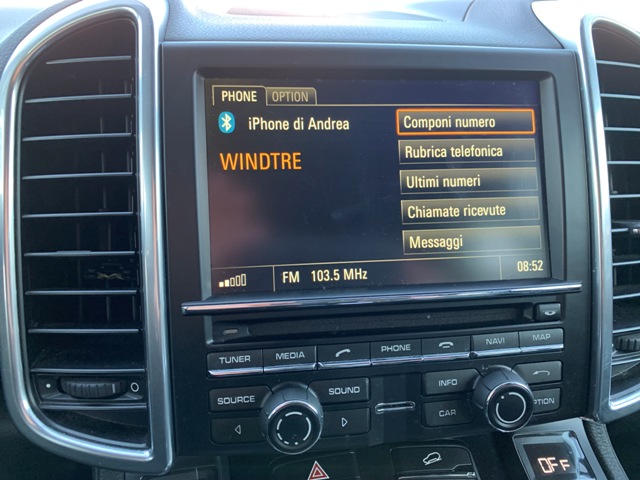 PHONE OPTION
iPhone di Andrea
WINDTRE
Componi numero
Rubrica telefonica
Ultimi numeri
Chiamate ricevute
Messaggi
FM 103.5 MHz 08:52
TUNER MEDIA PHONE NAVI MAP
SOURCE SOUND INFO
CAR OPTION
OFF